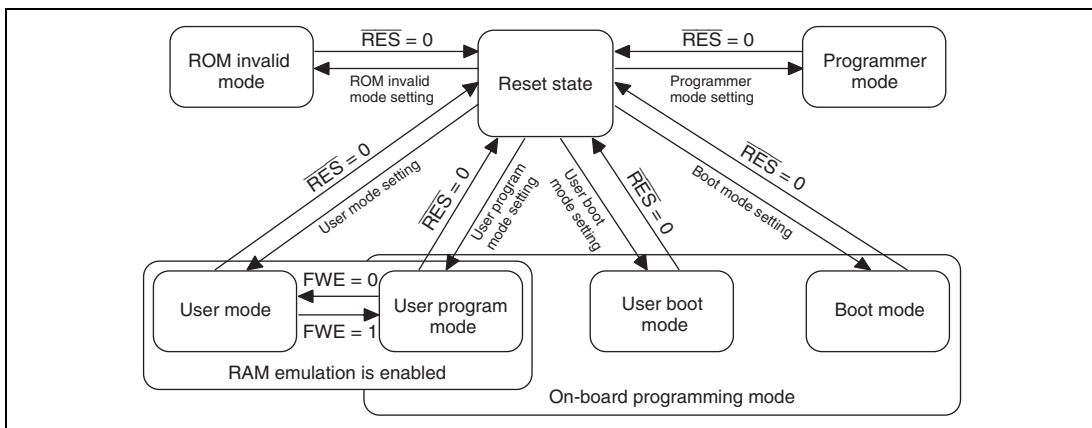 RES = 0
RES = 0
ROM invalid
mode
ROM invalid
mode setting
Reset state
Programmer
mode setting
Programmer
mode
RES = 0
User mode setting
RES = 0
User program
mode setting
User boot
mode setting
RES = 0
Boot mode setting
RES = 0
User mode
FWE = 0
FWE = 1
User program
mode
User boot
mode
Boot mode
RAM emulation is enabled
On-board programming mode